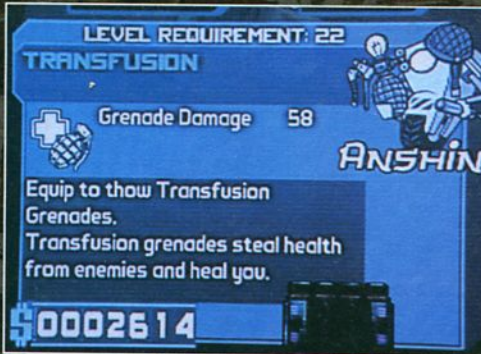 LEVEL REQUIREMENT: 22
TRANSFUSION
Grenade Damage 58
ANSHIN
Equip to thow Transfusion
Grenades.
Transfusion grenades steal health
from enemies and heal you.
$0002614